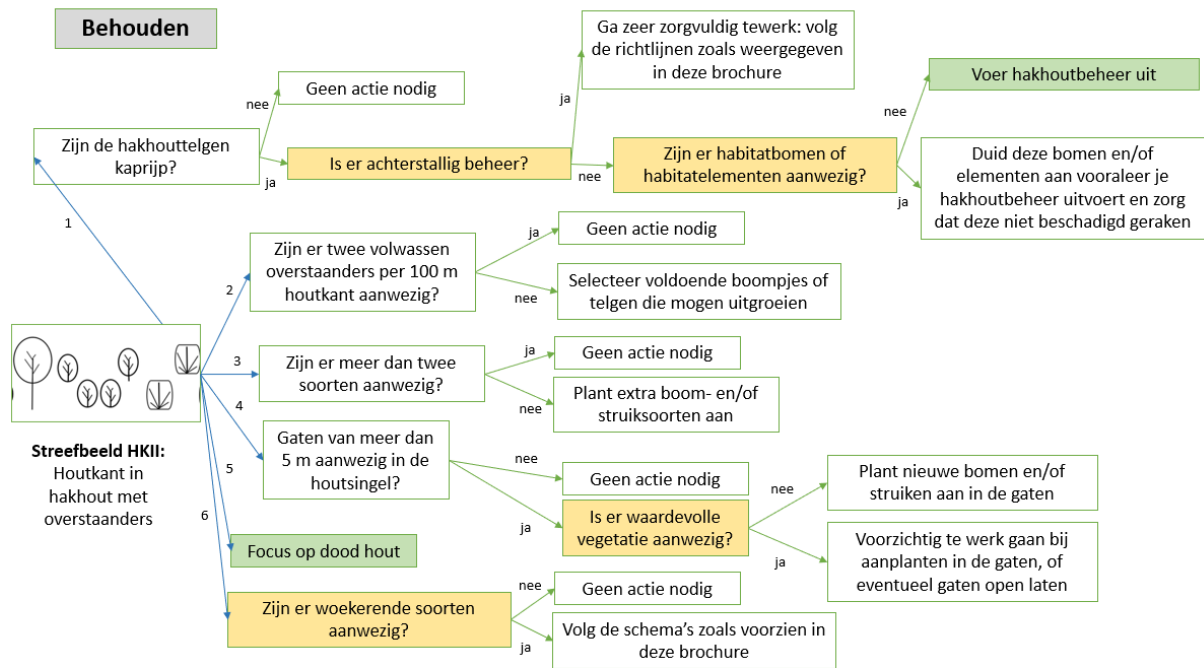 Behouden
Zijn de hakhouttelgen
kaprijp?
nee
Geen actie nodig
ja
Is er achterstallig beheer?
ja
Ga zeer zorgvuldig tewerk: volg
de richtlijnen zoals weergegeven
in deze brochure
nee
Zijn er habitatbomen of
habitatelementen aanwezig?
nee
Voer hakhoutbeheer uit
ja
Duid deze bomen en/of
elementen aan vooraleer je
hakhoutbeheer uitvoert en zorg
dat deze niet beschadigd geraken
1
2
Zijn er twee volwassen
overstaanders per 100 m
houtkant aanwezig?
ja
Geen actie nodig
nee
Selecteer voldoende boompjes of
telgen die mogen uitgroeien
3
Zijn er meer dan twee
soorten aanwezig?
ja
Geen actie nodig
nee
Plant extra boom- en/of
struiksoorten aan
4
Gaten van meer dan
5 m aanwezig in de
houtsingel?
nee
Geen actie nodig
ja
Is er waardevolle
vegetatie aanwezig?
nee
Plant nieuwe bomen en/of
struiken aan in de gaten
ja
Voorzichtig te werk gaan bij
aanplanten in de gaten, of
eventueel gaten open laten
Streefbeeld HKII:
Houtkant in
hakhout met
overstaanders
5
Focus op dood hout
6
Zijn er woekerende soorten
aanwezig?
nee
Geen actie nodig
ja
Volg de schema's zoals voorzien in
deze brochure